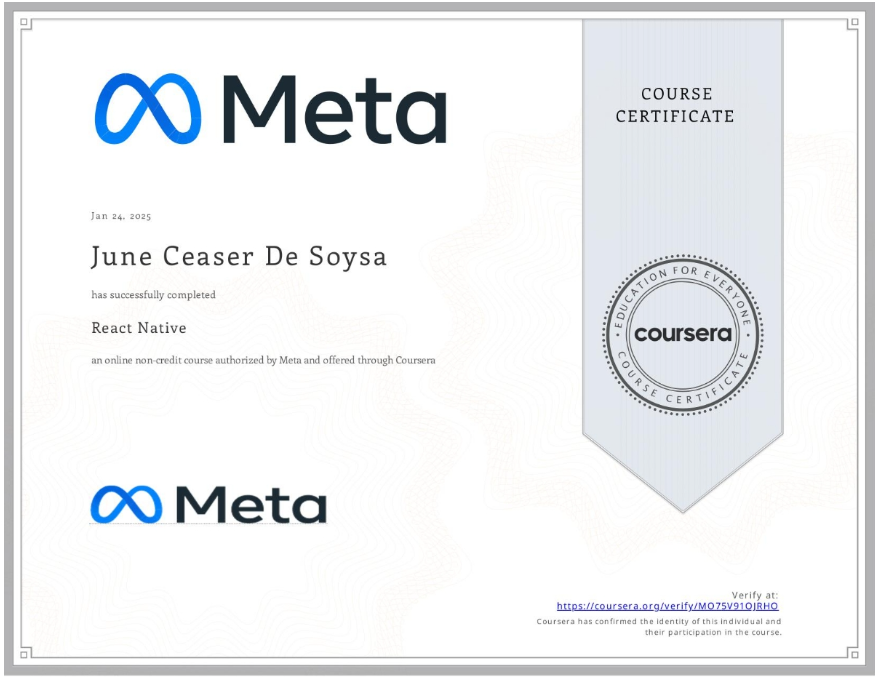 Meta
COURSE
CERTIFICATE
Jan 24, 2025
June Ceaser De Soysa
has successfully completed
React Native
an online non-credit course authorized by Meta and offered through Coursera
EDUCATION FOR EVERYONE
coursera
COURSE CERTIFICATE
Meta
Verify at:
https://coursera.org/verify/MO75V91OJRHO
Coursera has confirmed the identity of this individual and
their participation in the course.